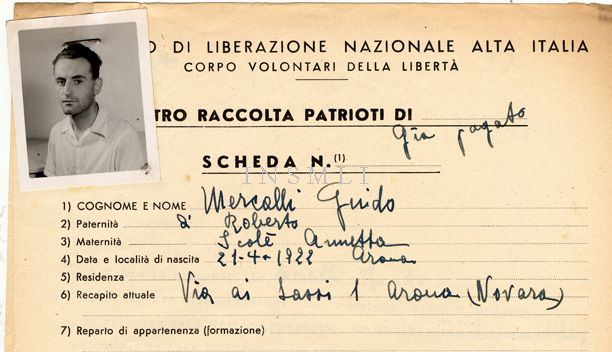 O DI LIBERAZIONE NAZIONALE ALTA ITALIA
CORPO VOLONTARI DELLA LIBERTÀ
TRO RACCOLTA PATRIOTI DI
Già pagato
SCHEDA N. (1)
INSMLI
1) COGNOME E NOME Mercalli Guido
2) Paternità di Roberto
3) Maternità Annetta
4) Data e località di nascita 21-4-1922 Arona
5) Residenza
6) Recapito attuale Via ai Sassi 1 Arona (Novara)
7) Reparto di appartenenza (formazione)